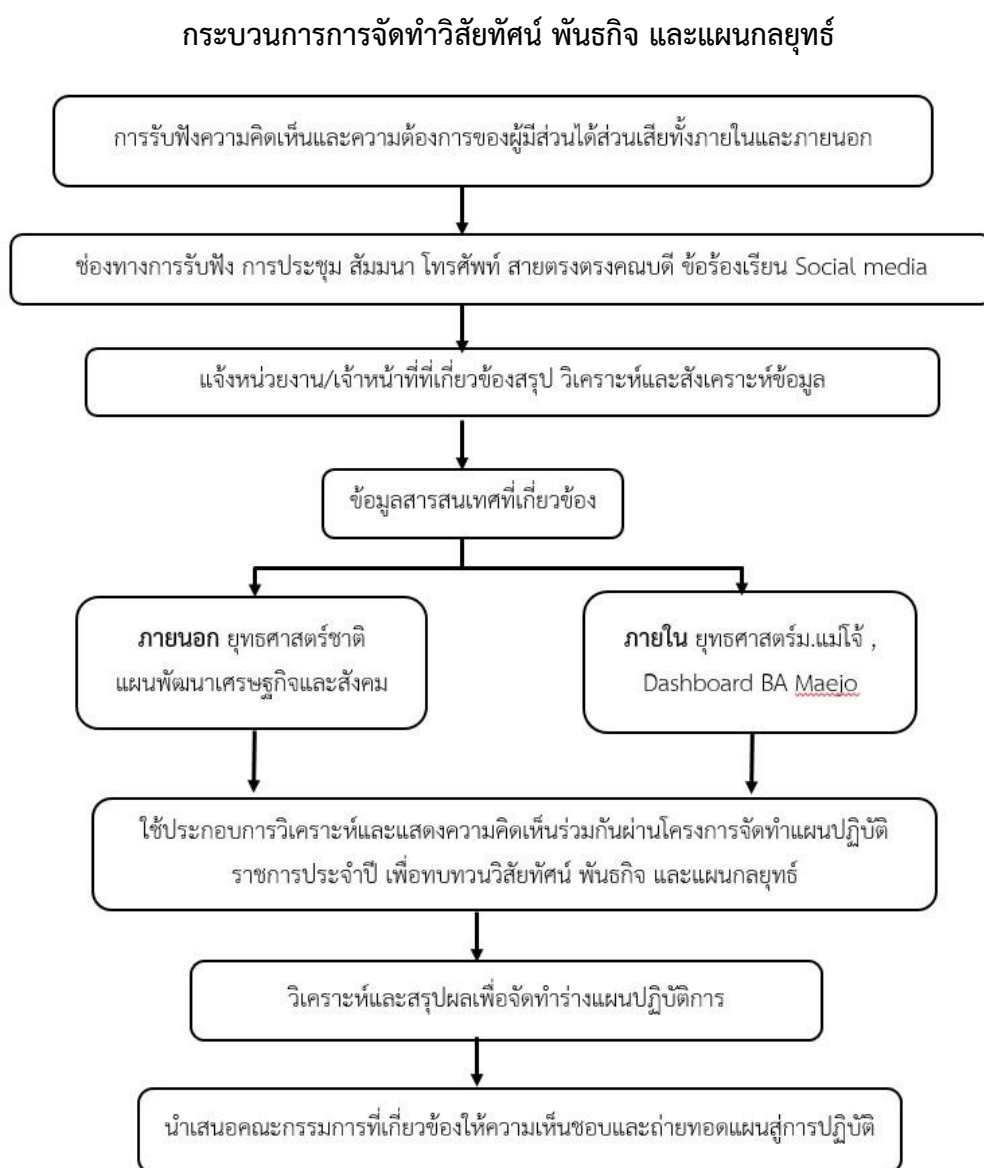 กระบวนการการจัดทำวิสัยทัศน์ พันธกิจ และแผนกลยุทธ์
การรับฟังความคิดเห็นและความต้องการของผู้มีส่วนได้ส่วนเสียทั้งภายในและภายนอก
ช่องทางการรับฟัง การประชุม สัมมนา โทรศัพท์ สายตรงตรงคณบดี ข้อร้องเรียน Social media
แจ้งหน่วยงาน/เจ้าหน้าที่ที่เกี่ยวข้องสรุป วิเคราะห์และสังเคราะห์ข้อมูล
ข้อมูลสารสนเทศที่เกี่ยวข้อง
ภายนอก ยุทธศาสตร์ชาติ
แผนพัฒนาเศรษฐกิจและสังคม
ภายใน ยุทธศาสตร์ม.แม่โจ้ ,
Dashboard BA Maejo
ใช้ประกอบการวิเคราะห์และแสดงความคิดเห็นร่วมกันผ่านโครงการจัดทำแผนปฏิบัติ
ราชการประจำปี เพื่อทบทวนวิสัยทัศน์ พันธกิจ และแผนกลยุทธ์
วิเคราะห์และสรุปผลเพื่อจัดทำร่างแผนปฏิบัติการ
นำเสนอคณะกรรมการที่เกี่ยวข้องให้ความเห็นชอบและถ่ายทอดแผนสู่การปฏิบัติ